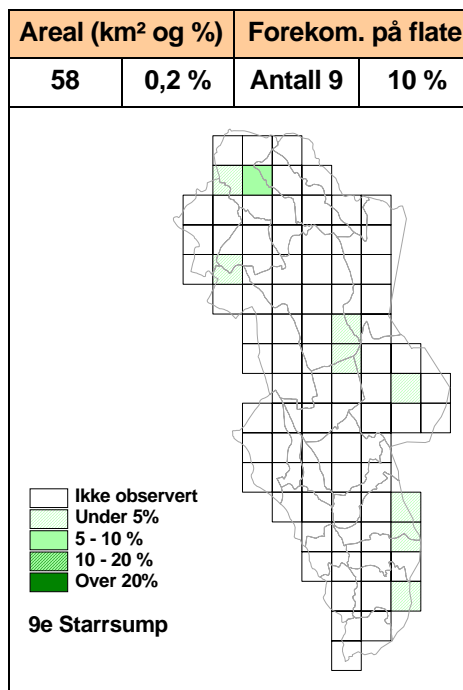 Areal (km² og %) Forekom. på flate
58 0,2 % Antall 9 10 %
Ikke observert
Under 5%
5 - 10 %
10 - 20 %
Over 20%
9e Starrsump